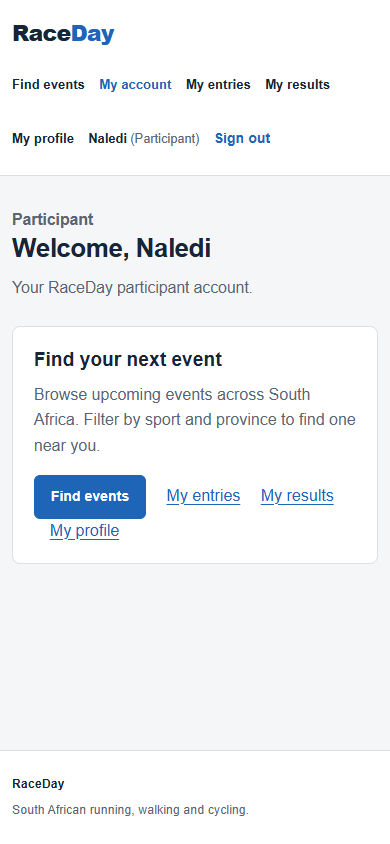 RaceDay
Find events My account My entries My results
My profile Naledi (Participant) Sign out
Participant
Welcome, Naledi
Your RaceDay participant account.
Find your next event
Browse upcoming events across South
Africa. Filter by sport and province to find one
near you.
Find events My entries My results
My profile
RaceDay
South African running, walking and cycling.